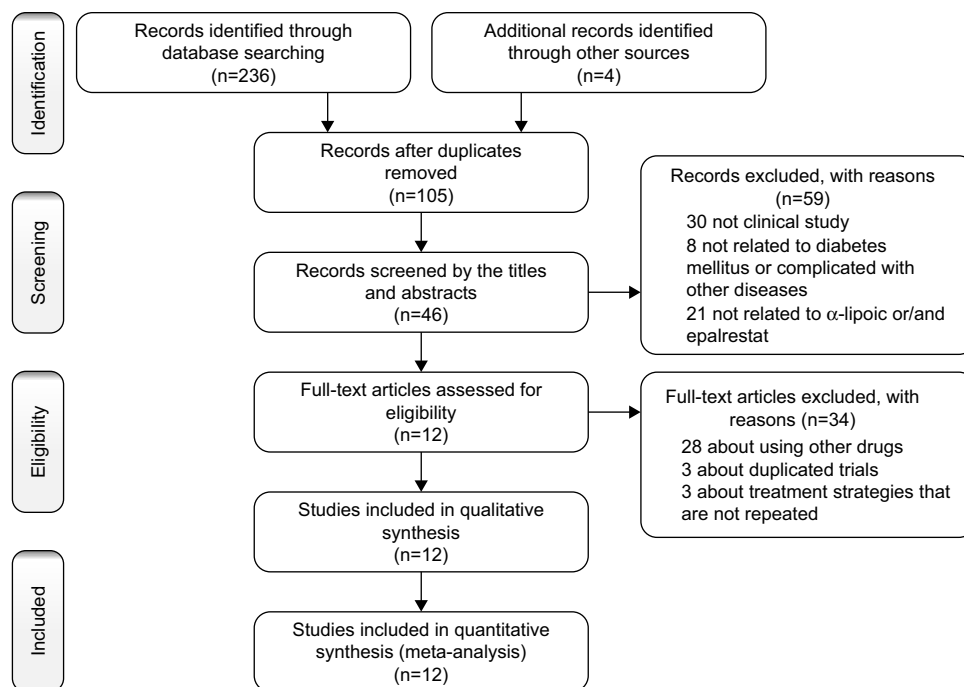 Identification
Records identified through
database searching
(n=236)
Additional records identified
through other sources
(n=4)
Records after duplicates
removed
(n=105)
Screening
Records screened by the titles
and abstracts
(n=46)
Records excluded, with reasons
(n=59)
30 not clinical study
8 not related to diabetes
mellitus or complicated with
other diseases
21 not related to α-lipoic or/and
epalrestat
Eligibility
Full-text articles assessed for
eligibility
(n=12)
Full-text articles excluded, with
reasons (n=34)
28 about using other drugs
3 about duplicated trials
3 about treatment strategies that
are not repeated
Studies included in qualitative
synthesis
(n=12)
Included
Studies included in quantitative
synthesis (meta-analysis)
(n=12)